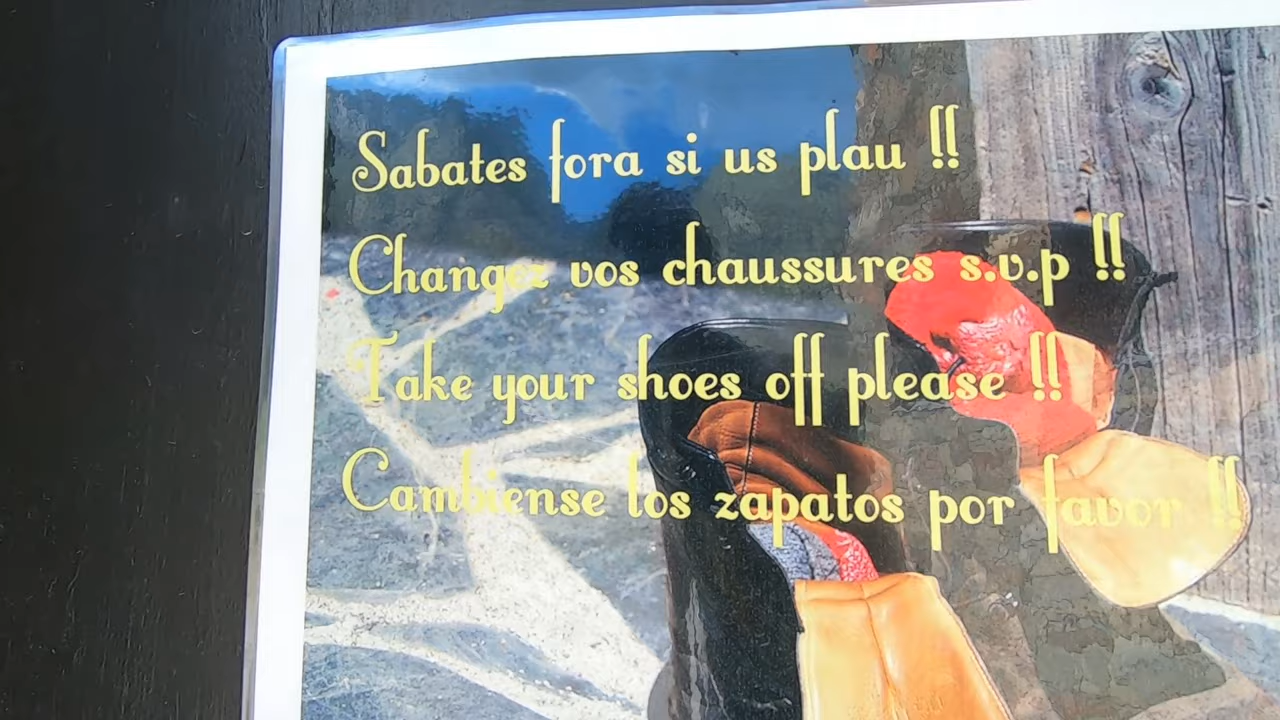 Sabates fora si us plau !!
Changez vos chaussures s.v.p !!
Take your shoes off please !!
Cambiense los zapatos por favor !!